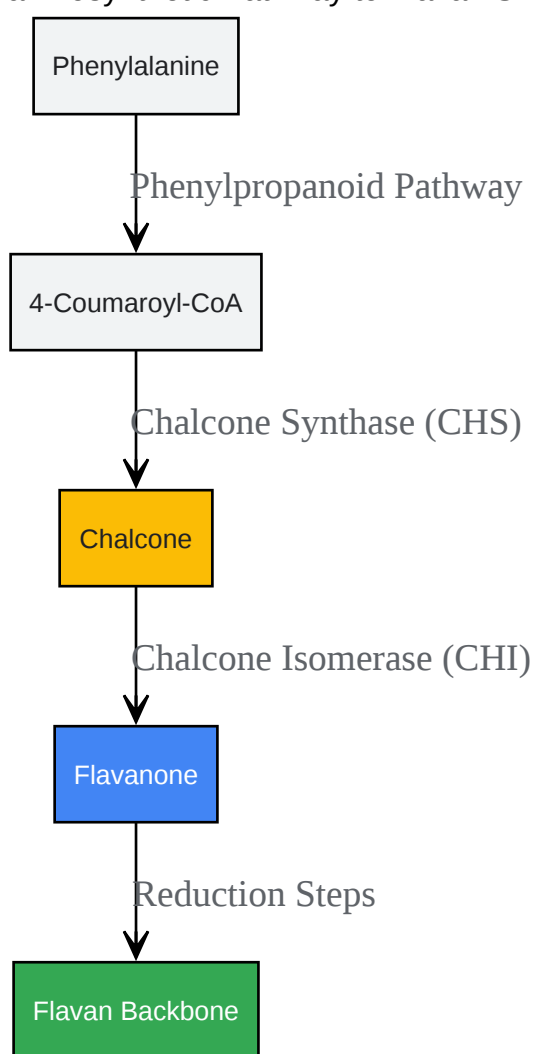 Phenylalanine
Phenylpropanoid Pathway
4-Coumaroyl-CoA
Chalcone Synthase (CHS)
Chalcone
Chalcone Isomerase (CHI)
Flavanone
Reduction Steps
Flavan Backbone